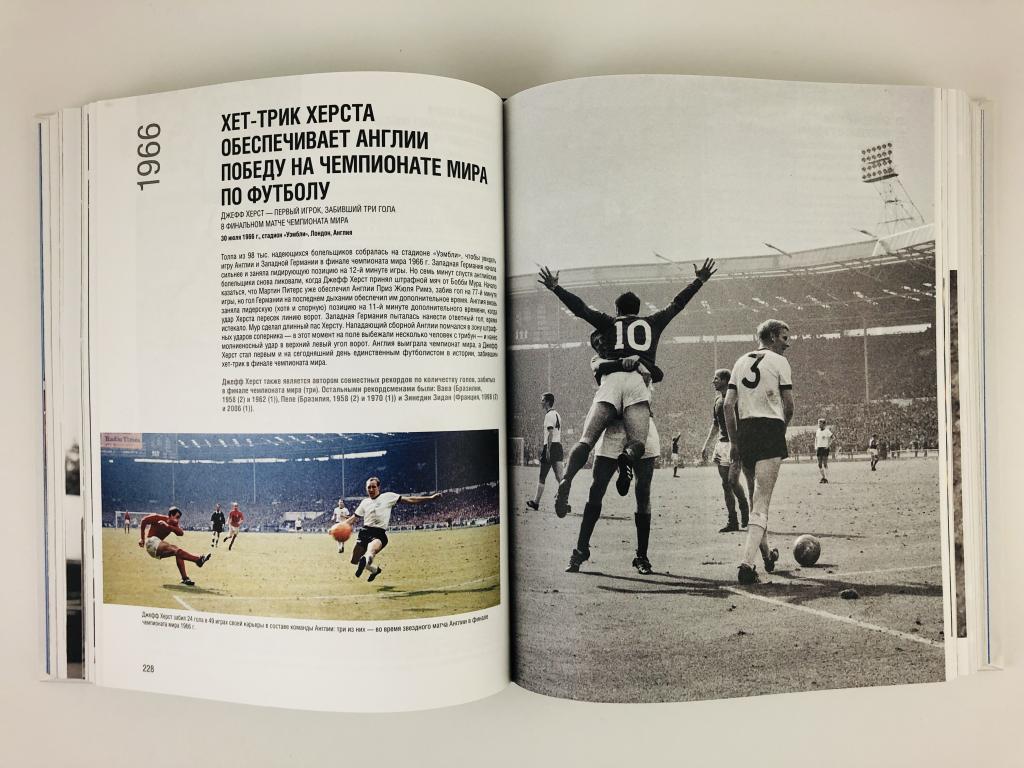 1966
ХЕТ-ТРИК ХЕРСТА
ОБЕСПЕЧИВАЕТ АНГЛИИ
ПОБЕДУ НА ЧЕМПИОНАТЕ МИРА
ПО ФУТБОЛУ
ДЖЕФФ ХЕРСТ — ПЕРВЫЙ ИГРОК, ЗАБИВШИЙ ТРИ ГОЛА
В ФИНАЛЬНОМ МАТЧЕ ЧЕМПИОНАТА МИРА
30 июля 1966 г., стадион «Уэмбли», Лондон, Англия
Толпа из 98 тыс. надеющихся болельщиков собралась на стадионе «Уэмбли», чтобы увидеть
игру Англии и Западной Германии в финале чемпионата мира 1966 г. Западная Германия начала
сильнее и заняла лидирующую позицию на 12-й минуте игры. Но семь минут спустя английские
болельщики снова ликовали, когда Джефф Херст принял штрафной мяч от Бобби Мура. Начало
казаться, что Мартин Питерс уже обеспечил Англии Приз Жюля Римэ, забив гол на 77-й минуте
игры, но гол Германии на последнем дыхании обеспечил им дополнительное время. Англия вновь
заняла лидерскую (хотя и спорную) позицию на 11-й минуте дополнительного времени, когда
удар Херста пересек линию ворот. Западная Германия пыталась нанести ответный гол, время
истекало. Мур сделал длинный пас Херсту. Нападающий сборной Англии помчался в зону штраф-
ных ударов соперника — в этот момент на поле выбежали несколько человек с трибун — и нанес
молниеносный удар в верхний левый угол ворот. Англия выиграла чемпионат мира, а Джефф
Херст стал первым и на сегодняшний день единственным футболистом в истории, забившим
хет-трик в финале чемпионата мира.
Джефф Херст также является автором совместных рекордов по количеству голов, забитых
в финале чемпионата мира (три). Остальными рекордсменами были: Вава (Бразилия,
1958 (2) и 1962 (1)), Пеле (Бразилия, 1958 (2) и 1970 (1)) и Зинедин Зидан (Франция, 1998 (2)
и 2006 (1)).
Radio Times
Джефф Херст забил 24 гола в 49 играх своей карьеры в составе команды Англии: три из них — во время звездного матча Англии в финале
чемпионата мира 1966 г.
228
10
3